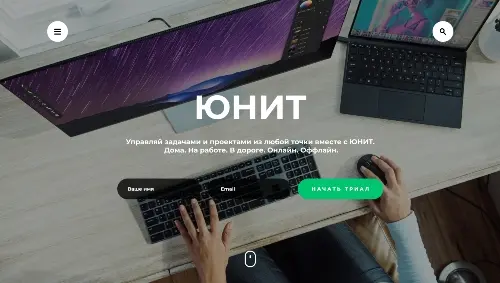 ЮНИТ
Управляй задачами и проектами из любой точки вместе с ЮНИТ.
Дома. На работе. В дороге. Онлайн. Оффлайн.
Ваше имя
Email
НАЧАТЬ ТРИАЛ